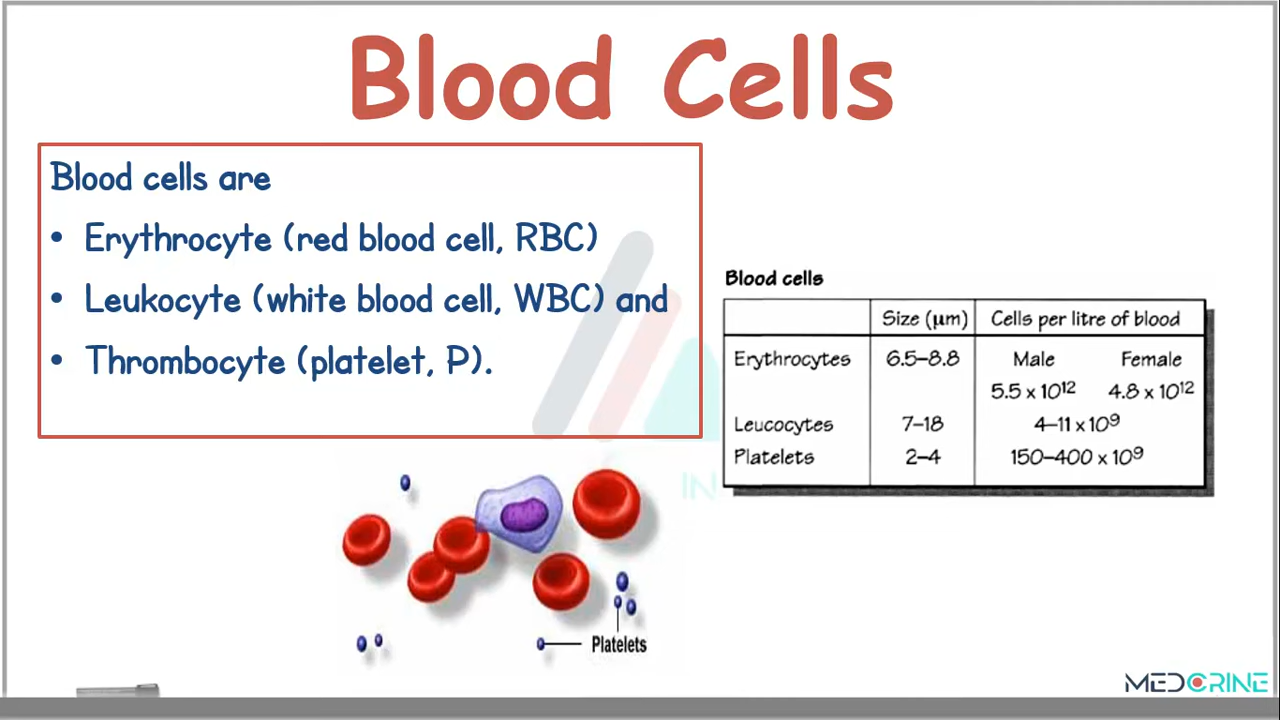 Blood Cells
Blood cells are
• Erythrocyte (red blood cell, RBC)
• Leukocyte (white blood cell, WBC) and
• Thrombocyte (platelet, P).
Blood cells
Size (μm) Cells per litre of blood
Erythrocytes 6.5–8.8 Male Female
5.5 x 10¹² 4.8 x 10¹²
Leucocytes 7–18 4–11 x 10⁹
Platelets 2–4 150–400 x 10⁹
IN
Platelets
MEDCRINE